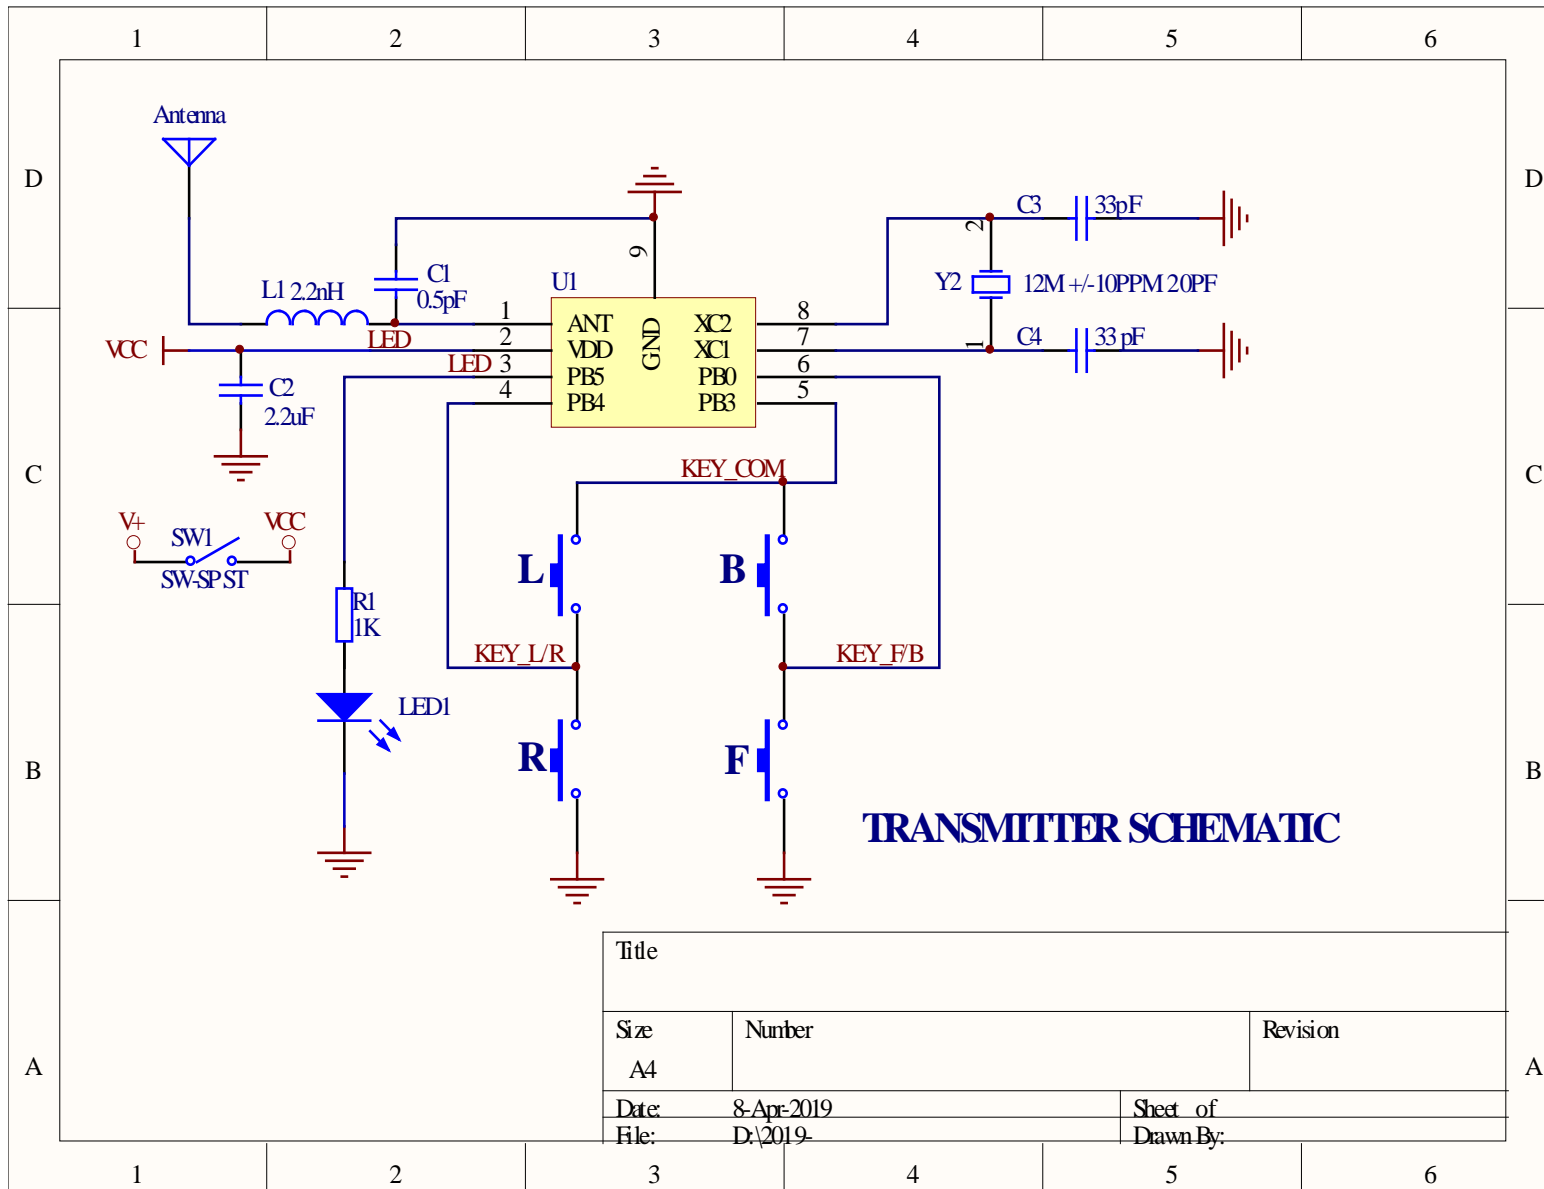 1 2 3 4 5 6
Antenna
D D
C3 33pF
2
9
C1
0.5pF
U1
Y2 12M +/-10PPM 20PF
L1 2.2nH
1 ANT XC2 8
LED
VCC 2 VDD GND XC1 7
1 C4 33 pF
LED 3 PB5 PB0 6
4 PB4 PB3 5
C2
2.2uF
KEY_COM
C C
V+ VCC
SW1
SW-SPST
L B
R1
1K
KEY_L/R KEY_F/B
LED1
R F
B B
TRANSMITTER SCHEMATIC
Title
Size Number Revision
A4
A A
Date: 8-Apr-2019 Sheet of
File: D:\2019- Drawn By:
1 2 3 4 5 6